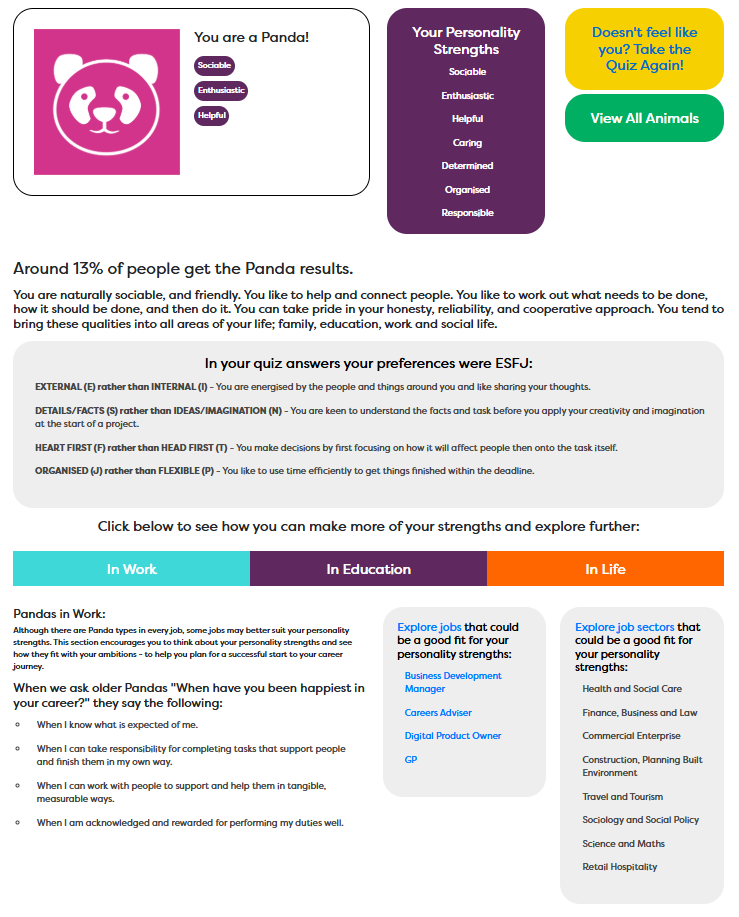 You are a Panda!
Sociable
Enthusiastic
Helpful
Your Personality
Strengths
Sociable
Enthusiastic
Helpful
Caring
Determined
Organised
Responsible
Doesn't feel like
you? Take the
Quiz Again!
View All Animals
Around 13% of people get the Panda results.
You are naturally sociable, and friendly. You like to help and connect people. You like to work out what needs to be done,
how it should be done, and then do it. You can take pride in your honesty, reliability, and cooperative approach. You tend to
bring these qualities into all areas of your life; family, education, work and social life.
In your quiz answers your preferences were ESFJ:
EXTERNAL (E) rather than INTERNAL (I) - You are energised by the people and things around you and like sharing your thoughts.
DETAILS/FACTS (S) rather than IDEAS/IMAGINATION (N) - You are keen to understand the facts and task before you apply your creativity and imagination
at the start of a project.
HEART FIRST (F) rather than HEAD FIRST (T) - You make decisions by first focusing on how it will affect people then onto the task itself.
ORGANISED (J) rather than FLEXIBLE (P) - You like to use time efficiently to get things finished within the deadline.
Click below to see how you can make more of your strengths and explore further:
In Work
In Education
In Life
Pandas in Work:
Although there are Panda types in every job, some jobs may better suit your personality
strengths. This section encourages you to think about your personality strengths and see
how they fit with your ambitions - to help you plan for a successful start to your career
journey.
When we ask older Pandas "When have you been happiest in
your career?" they say the following:
When I know what is expected of me.
When I can take responsibility for completing tasks that support people
and finish them in my own way.
When I can work with people to support and help them in tangible,
measurable ways.
When I am acknowledged and rewarded for performing my duties well.
Explore jobs that could
be a good fit for your
personality strengths:
Business Development
Manager
Careers Adviser
Digital Product Owner
GP
Explore job sectors that
could be a good fit for
your personality
strengths:
Health and Social Care
Finance, Business and Law
Commercial Enterprise
Construction, Planning Built
Environment
Travel and Tourism
Sociology and Social Policy
Science and Maths
Retail Hospitality